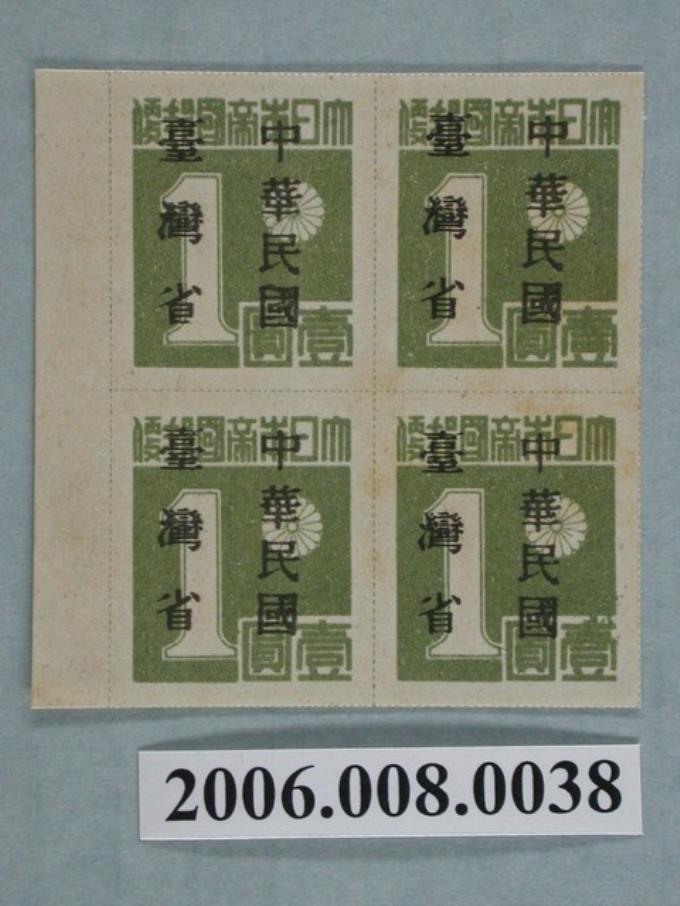 大日本帝國郵便
中華民國
臺灣省
1
壹圓
大日本帝國郵便
中華民國
臺灣省
1
壹圓
大日本帝國郵便
中華民國
臺灣省
1
壹圓
大日本帝國郵便
中華民國
臺灣省
1
壹圓
2006.008.0038